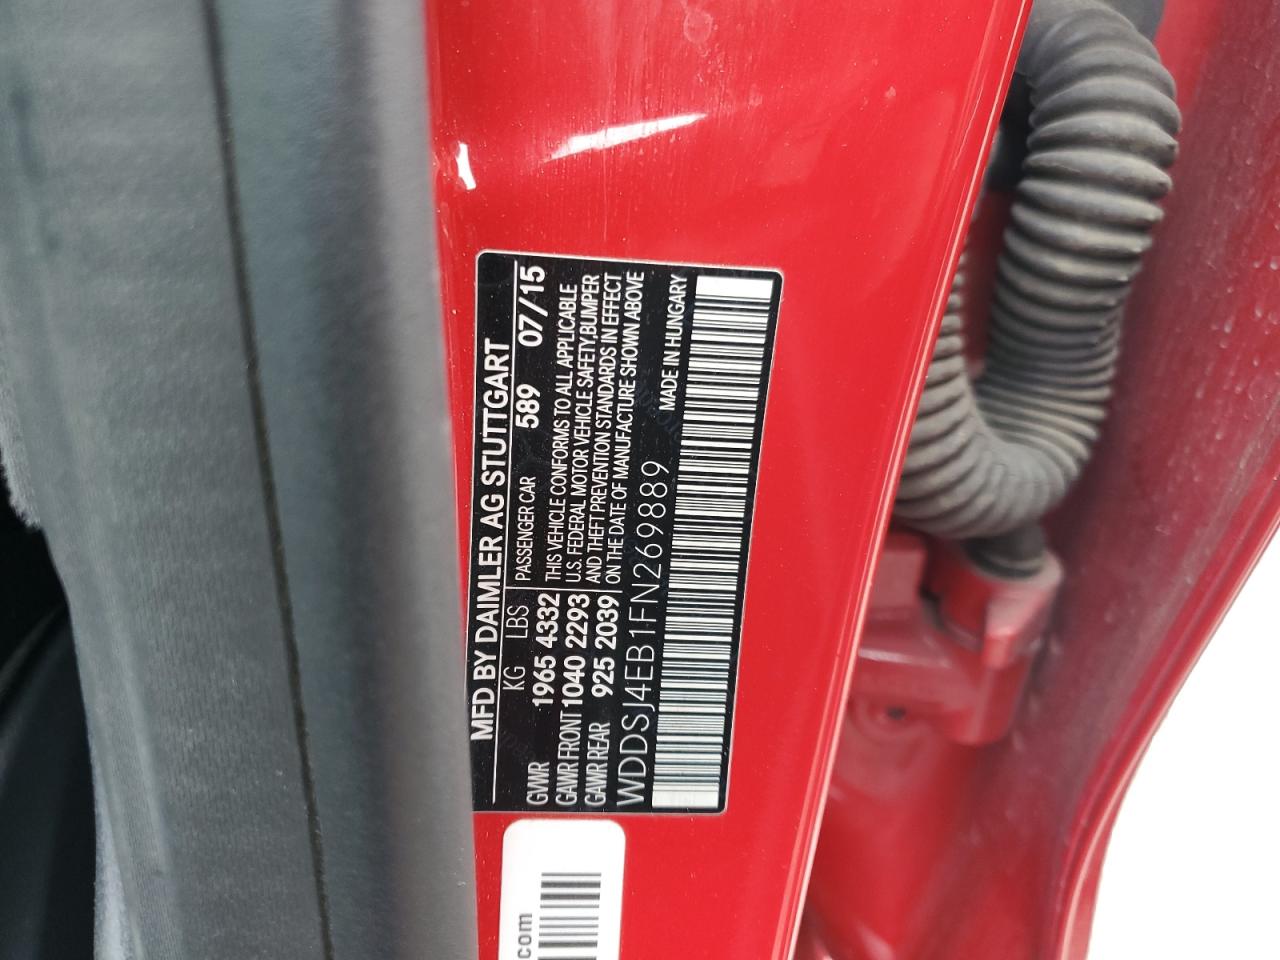 MFD BY DAIMLER AG STUTTGART
KG LBS PASSENGER CAR 589 07/15
GVWR 1965 4332 THIS VEHICLE CONFORMS TO ALL APPLICABLE
GAWR FRONT 1040 2293 U.S. FEDERAL MOTOR VEHICLE SAFETY,BUMPER
GAWR REAR 925 2039 AND THEFT PREVENTION STANDARDS IN EFFECT
ON THE DATE OF MANUFACTURE SHOWN ABOVE
WDDSJ4EB1FN269889 MADE IN HUNGARY
com